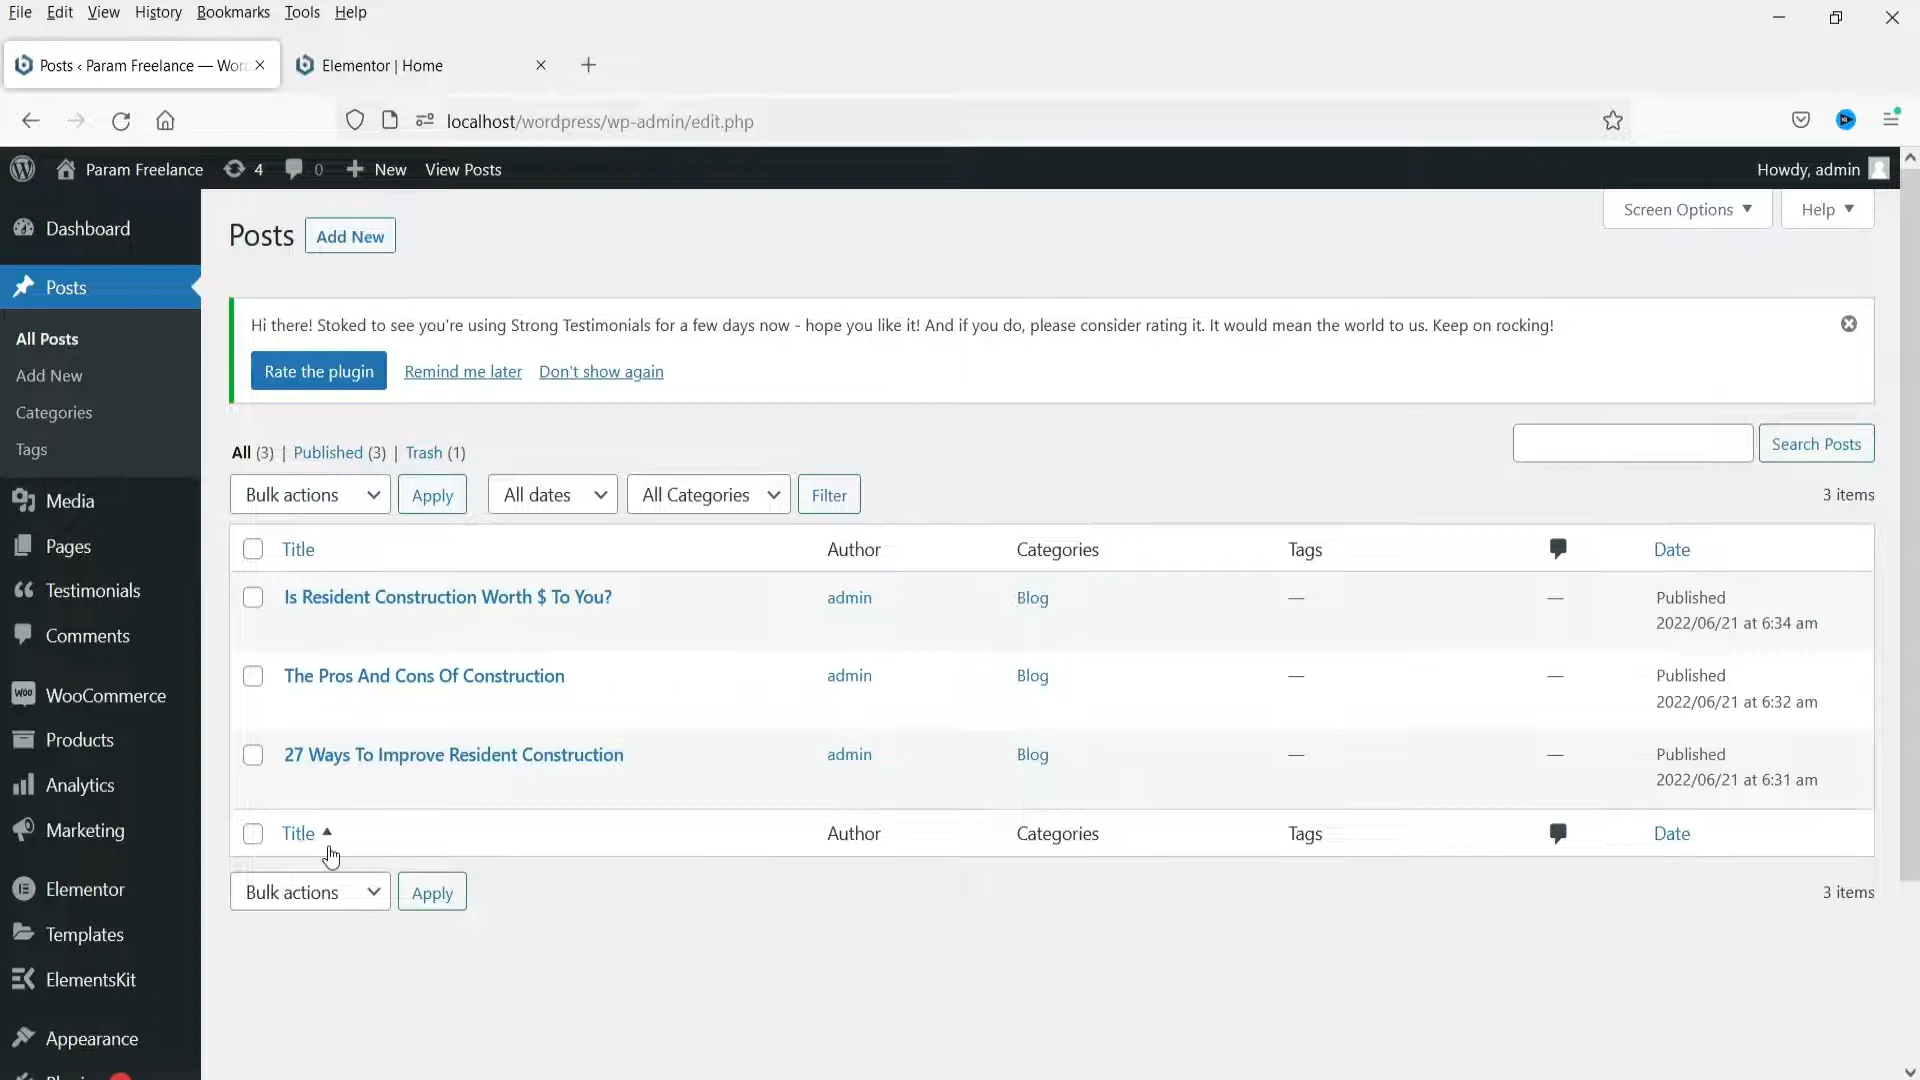 File Edit View History Bookmarks Tools Help
Posts ‹ Param Freelance — Word
Elementor | Home
localhost/wordpress/wp-admin/edit.php
Param Freelance 4 0 New View Posts Howdy, admin
Screen Options Help
Posts Add New
Dashboard
Posts
All Posts
Add New
Categories
Tags
Media
Pages
Testimonials
Comments
WooCommerce
Products
Analytics
Marketing
Elementor
Templates
ElementsKit
Appearance
Hi there! Stoked to see you're using Strong Testimonials for a few days now - hope you like it! And if you do, please consider rating it. It would mean the world to us. Keep on rocking!
Rate the plugin Remind me later Don't show again
All (3) | Published (3) | Trash (1)
Search Posts
Bulk actions Apply All dates All Categories Filter 3 items
Title Author Categories Tags Date
Is Resident Construction Worth $ To You? admin Blog — — Published
2022/06/21 at 6:34 am
The Pros And Cons Of Construction admin Blog — — Published
2022/06/21 at 6:32 am
27 Ways To Improve Resident Construction admin Blog — — Published
2022/06/21 at 6:31 am
Title Author Categories Tags Date
Bulk actions Apply 3 items